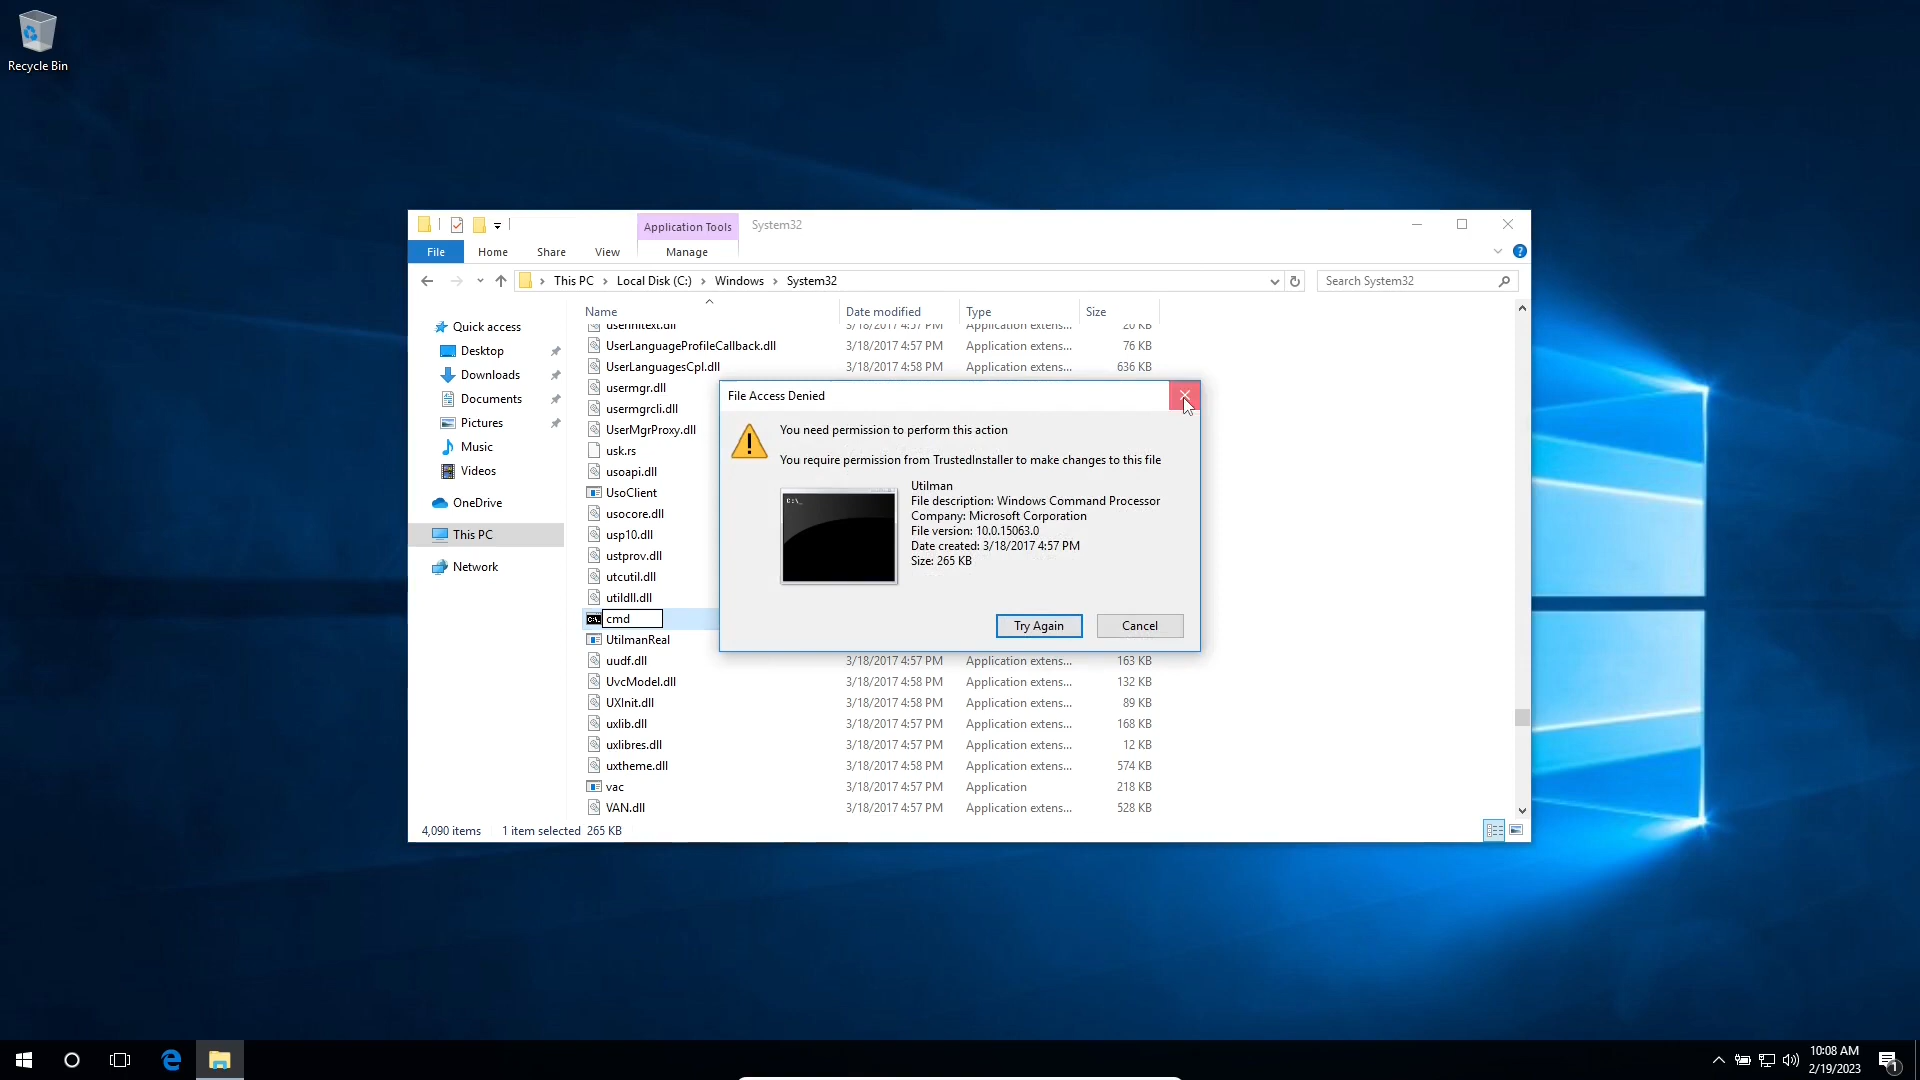 Recycle Bin
Application Tools
System32
File
Home
Share
View
Manage
This PC
Local Disk (C:)
Windows
System32
Search System32
Quick access
Desktop
Downloads
Documents
Pictures
Music
Videos
OneDrive
This PC
Network
Name
Date modified
Type
Size
3/18/2017 4:57 PM Application extens... 20 KB
UserLanguageProfileCallback.dll 3/18/2017 4:57 PM Application extens... 76 KB
UserLanguagesCpl.dll 3/18/2017 4:58 PM Application extens... 636 KB
usermgr.dll
usermgrcli.dll
UserMgrProxy.dll
usk.rs
usoapi.dll
UsoClient
usocore.dll
usp10.dll
ustprov.dll
utcutil.dll
utildll.dll
cmd
UtilmanReal
uudf.dll 3/18/2017 4:57 PM Application extens... 163 KB
UvcModel.dll 3/18/2017 4:58 PM Application extens... 132 KB
UXInit.dll 3/18/2017 4:58 PM Application extens... 89 KB
uxlib.dll 3/18/2017 4:57 PM Application extens... 168 KB
uxlibres.dll 3/18/2017 4:57 PM Application extens... 12 KB
uxtheme.dll 3/18/2017 4:58 PM Application extens... 574 KB
vac 3/18/2017 4:57 PM Application 218 KB
VAN.dll 3/18/2017 4:57 PM Application extens... 528 KB
4,090 items
1 item selected 265 KB
File Access Denied
You need permission to perform this action
You require permission from TrustedInstaller to make changes to this file
C:\_
Utilman
File description: Windows Command Processor
Company: Microsoft Corporation
File version: 10.0.15063.0
Date created: 3/18/2017 4:57 PM
Size: 265 KB
Try Again
Cancel
10:08 AM
2/19/2023
1